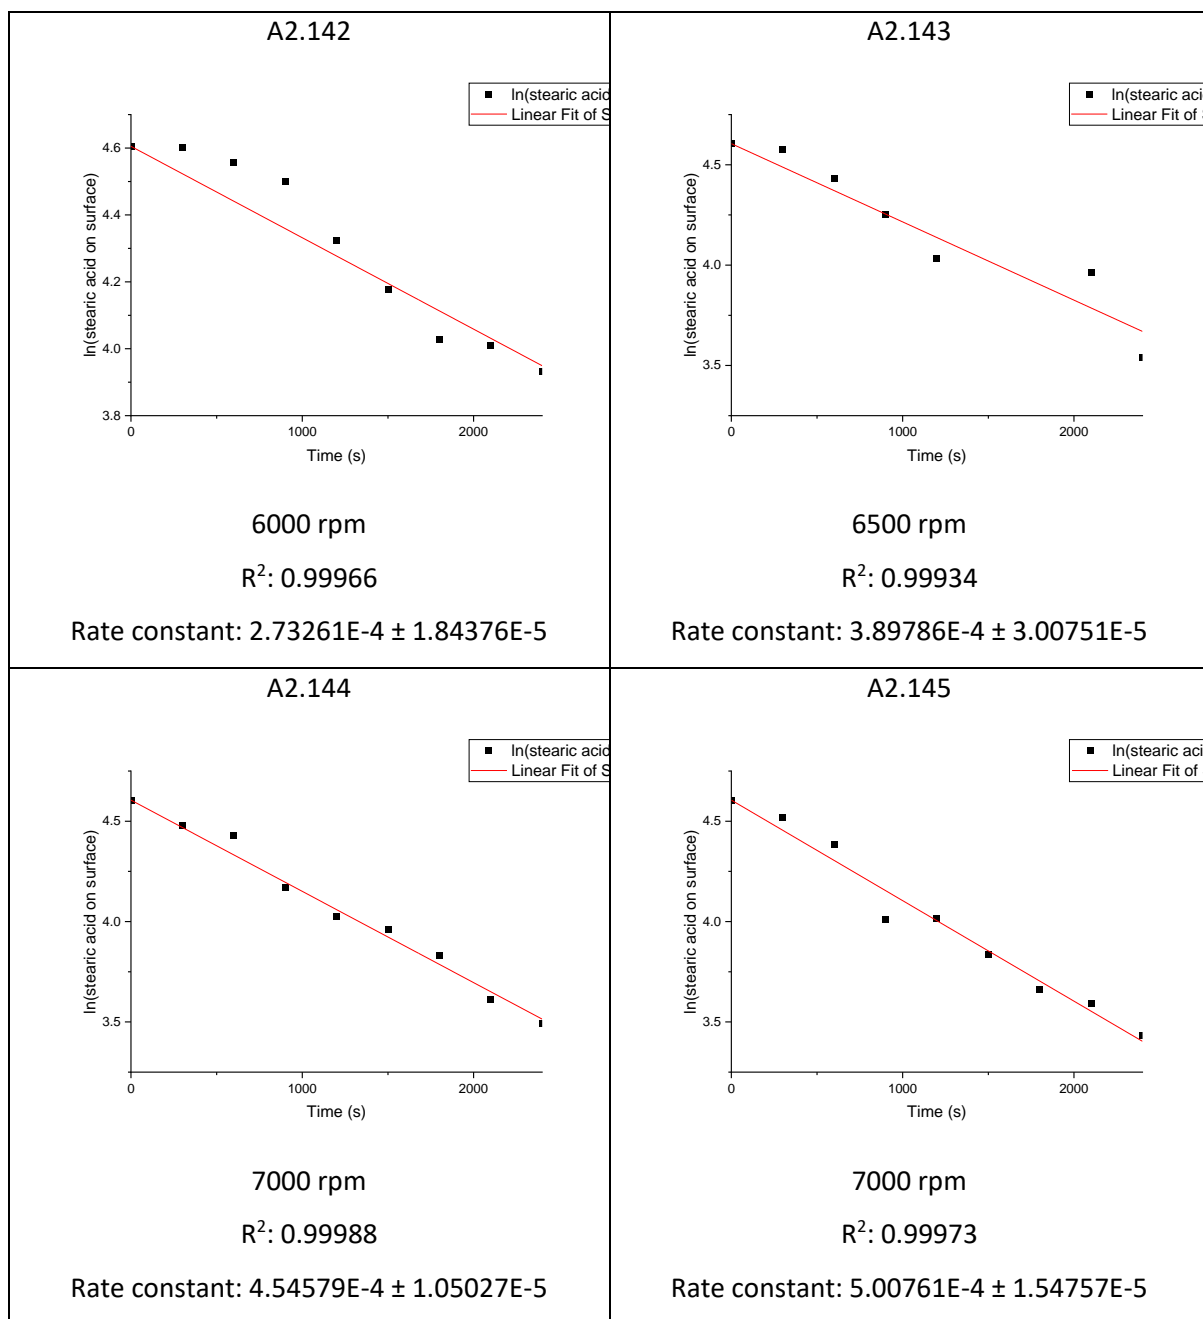 A2.142
ln(stearic acid
Linear Fit of S
4.6
4.4
4.2
4.0
3.8
ln(stearic acid on surface)
0
1000
2000
Time (s)
6000 rpm
R²: 0.99966
Rate constant: 2.73261E-4 ± 1.84376E-5
A2.143
ln(stearic aci
Linear Fit of
4.5
4.0
3.5
ln(stearic acid on surface)
0
1000
2000
Time (s)
6500 rpm
R²: 0.99934
Rate constant: 3.89786E-4 ± 3.00751E-5
A2.144
ln(stearic acid
Linear Fit of S
4.5
4.0
3.5
ln(stearic acid on surface)
0
1000
2000
Time (s)
7000 rpm
R²: 0.99988
Rate constant: 4.54579E-4 ± 1.05027E-5
A2.145
ln(stearic aci
Linear Fit of
4.5
4.0
3.5
ln(stearic acid on surface)
0
1000
2000
Time (s)
7000 rpm
R²: 0.99973
Rate constant: 5.00761E-4 ± 1.54757E-5